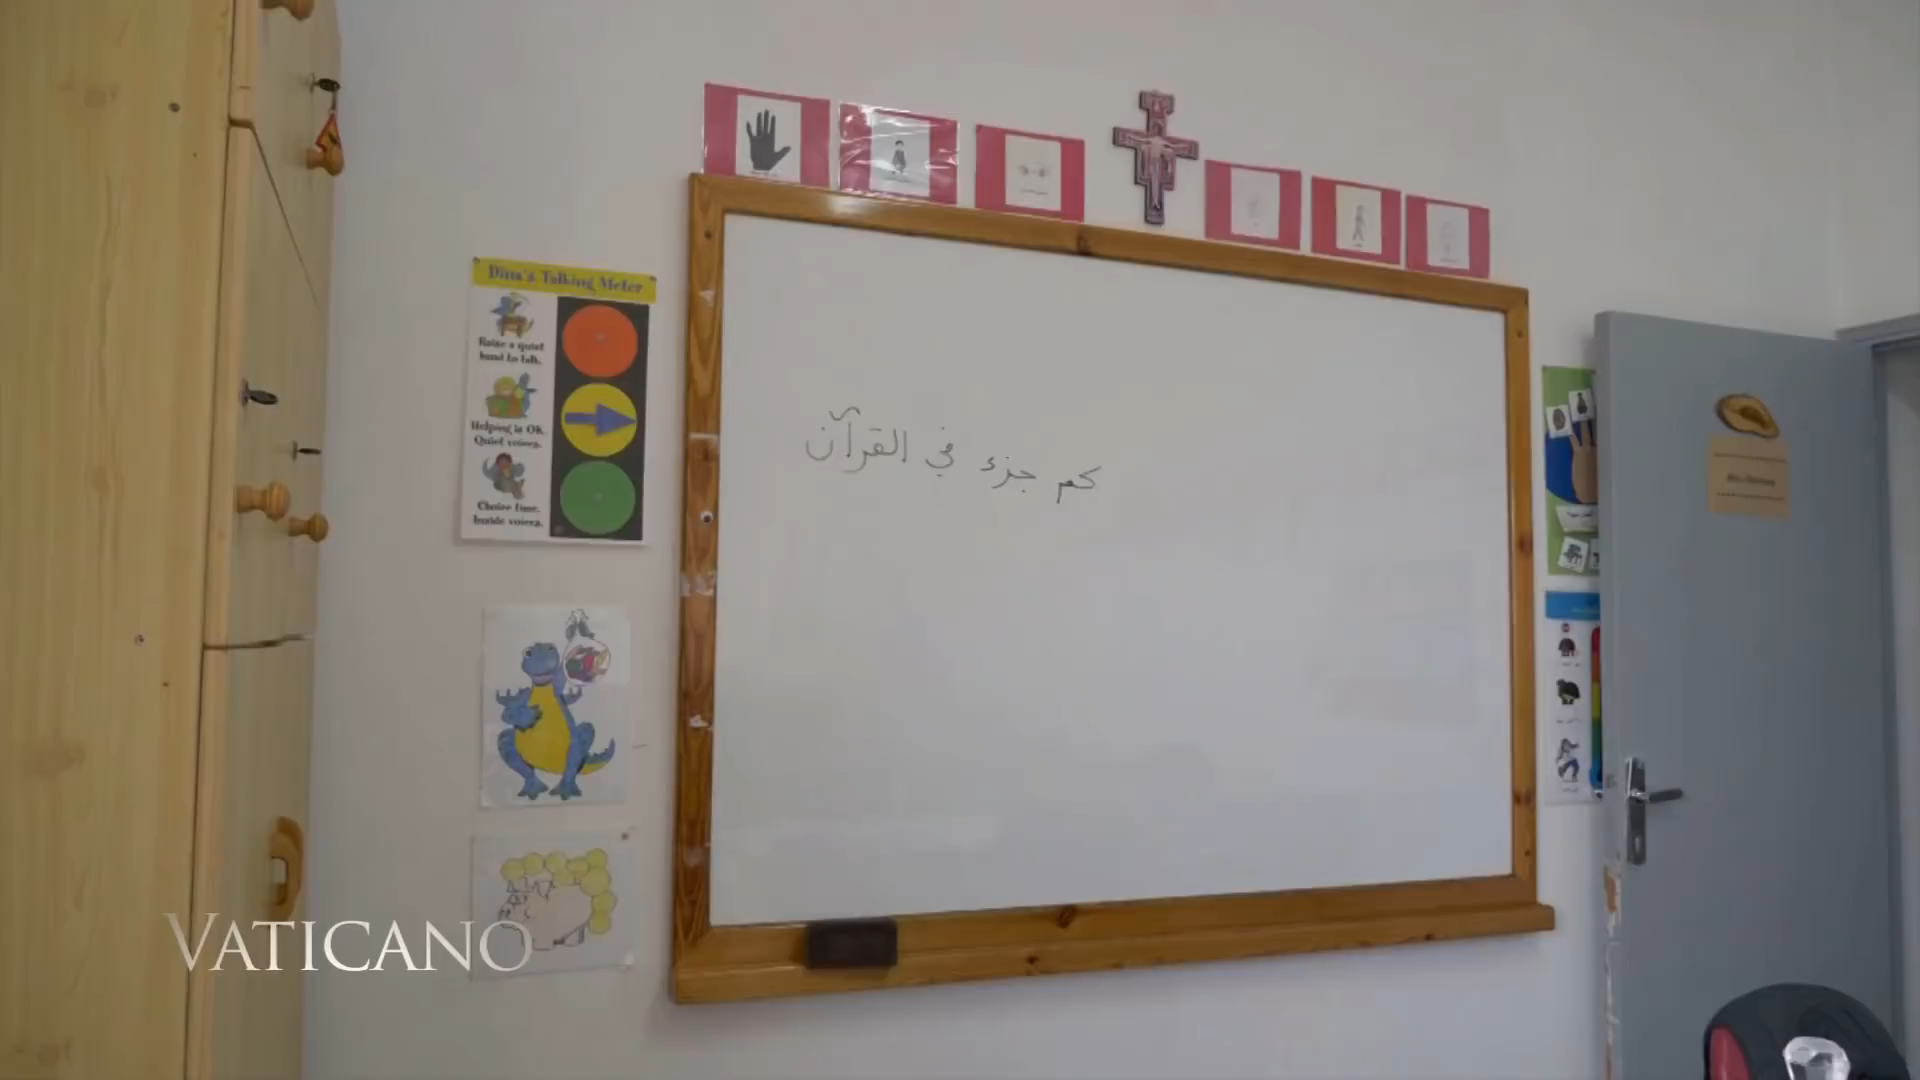 Dina's Talking Meter
Raise a quiet
hand to talk.
Helping is OK.
Quiet voices.
Choice time.
Inside voices.
كم جزء في القرآن
VATICANO